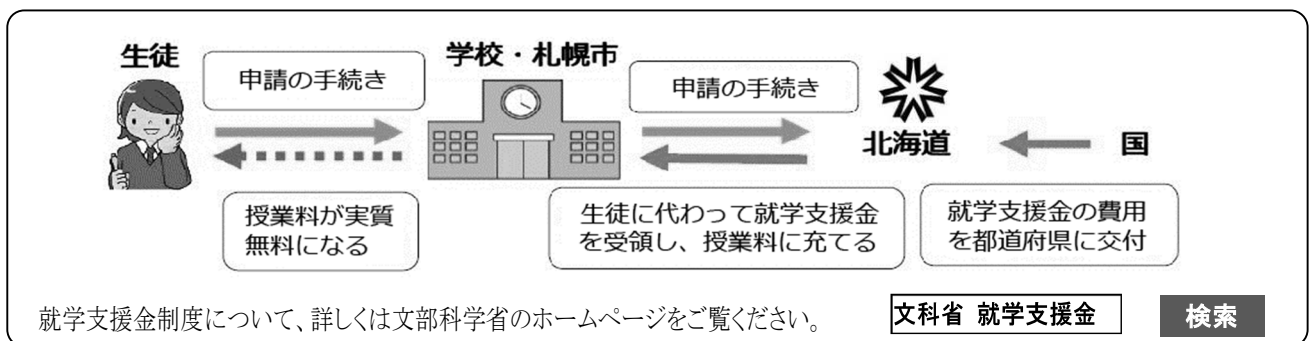 生徒
学校・札幌市
申請の手続き
申請の手続き
北海道
国
授業料が実質
無料になる
生徒に代わって就学支援金
を受領し、授業料に充てる
就学支援金の費用
を都道府県に交付
就学支援金制度について、詳しくは文部科学省のホームページをご覧ください。
文科省 就学支援金
検索